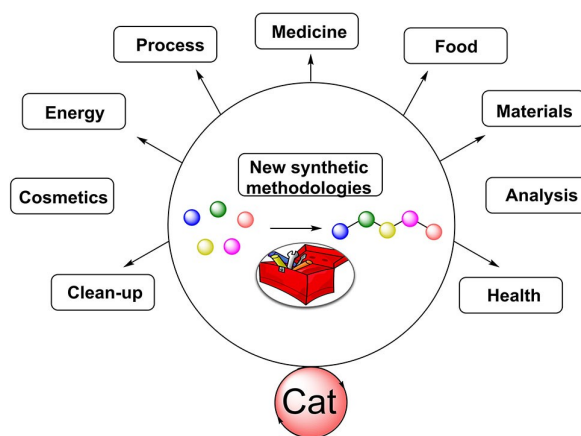 Medicine
Process
Food
Energy
Materials
New synthetic
methodologies
Cosmetics
Analysis
Clean-up
Health
Cat